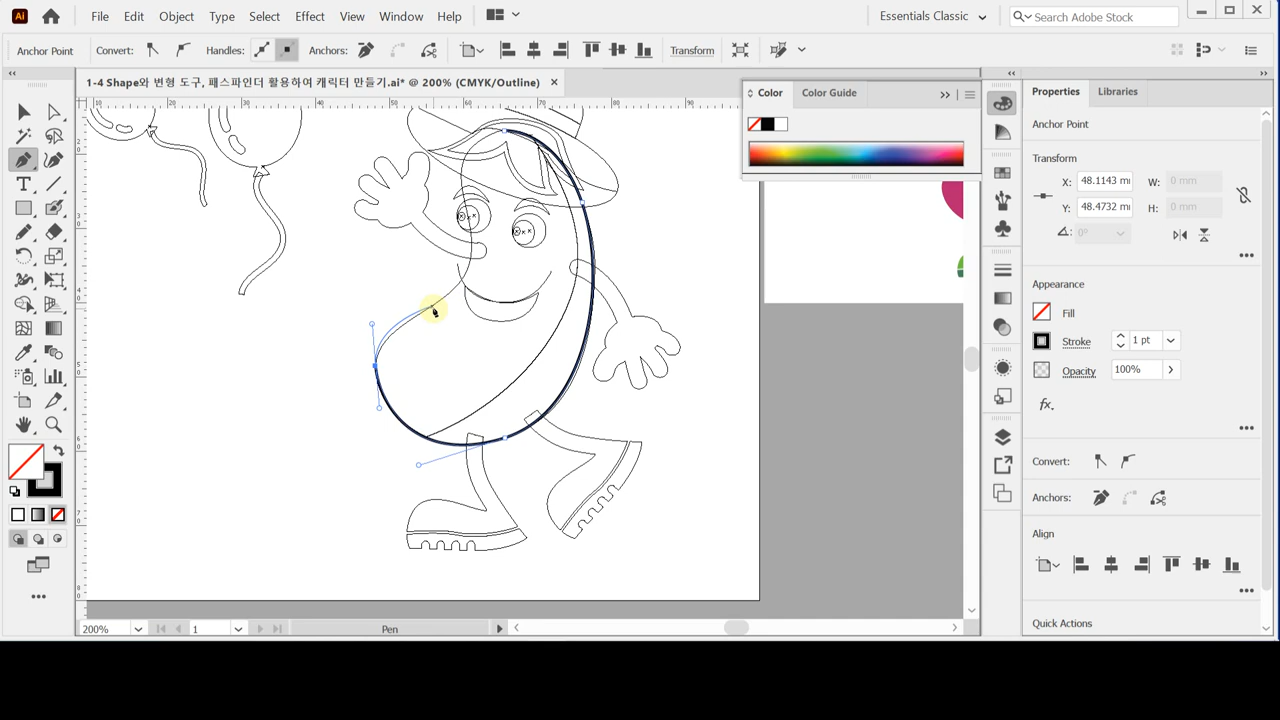 Ai File Edit Object Type Select Effect View Window Help Essentials Classic Search Adobe Stock
Anchor Point Convert: Handles: Anchors: Transform
1-4 Shape와 변형 도구, 패스파인더 활용하여 캐릭터 만들기.ai* @ 200% (CMYK/Outline)
Color Color Guide
Properties Libraries
Anchor Point
Transform
X: 48.1143 mm W: 0 mm
Y: 48.4732 mm H: 0 mm
0°
Appearance
Fill
Stroke 1 pt
Opacity 100%
fx.
Convert:
Anchors:
Align
Quick Actions
200% 1 Pen